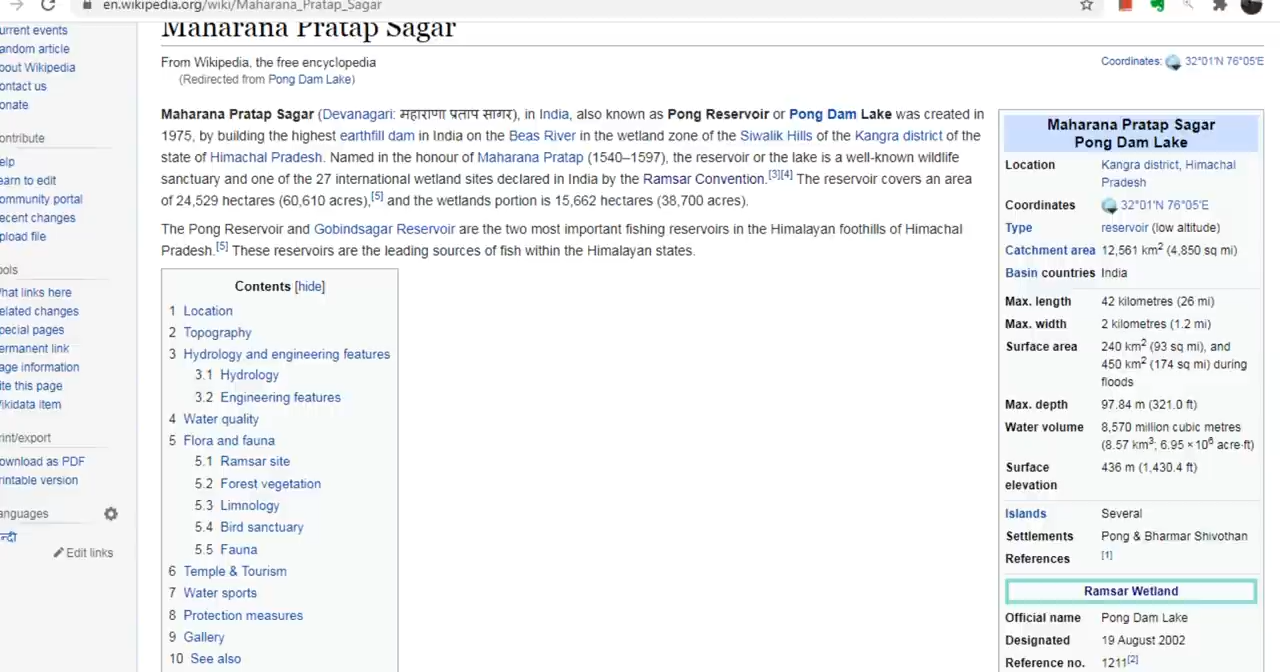 en.wikipedia.org/wiki/Maharana_Pratap_Sagar
Maharana Pratap Sagar
From Wikipedia, the free encyclopedia
(Redirected from Pong Dam Lake)
Coordinates: 32°01′N 76°05′E
urrent events
andom article
bout Wikipedia
ontact us
onate
ontribute
elp
earn to edit
ommunity portal
ecent changes
pload file
ools
hat links here
elated changes
pecial pages
ermanent link
age information
ite this page
ikidata item
rint/export
ownload as PDF
rintable version
anguages
न्दी
Edit links
Maharana Pratap Sagar (Devanagari: महाराणा प्रताप सागर), in India, also known as Pong Reservoir or Pong Dam Lake was created in
1975, by building the highest earthfill dam in India on the Beas River in the wetland zone of the Siwalik Hills of the Kangra district of the
state of Himachal Pradesh. Named in the honour of Maharana Pratap (1540–1597), the reservoir or the lake is a well-known wildlife
sanctuary and one of the 27 international wetland sites declared in India by the Ramsar Convention.[3][4] The reservoir covers an area
of 24,529 hectares (60,610 acres),[5] and the wetlands portion is 15,662 hectares (38,700 acres).
The Pong Reservoir and Gobindsagar Reservoir are the two most important fishing reservoirs in the Himalayan foothills of Himachal
Pradesh.[5] These reservoirs are the leading sources of fish within the Himalayan states.
Contents [hide]
1 Location
2 Topography
3 Hydrology and engineering features
3.1 Hydrology
3.2 Engineering features
4 Water quality
5 Flora and fauna
5.1 Ramsar site
5.2 Forest vegetation
5.3 Limnology
5.4 Bird sanctuary
5.5 Fauna
6 Temple & Tourism
7 Water sports
8 Protection measures
9 Gallery
10 See also
Maharana Pratap Sagar
Pong Dam Lake
Location Kangra district, Himachal
Pradesh
Coordinates 32°01′N 76°05′E
Type reservoir (low altitude)
Catchment area 12,561 km² (4,850 sq mi)
Basin countries India
Max. length 42 kilometres (26 mi)
Max. width 2 kilometres (1.2 mi)
Surface area 240 km² (93 sq mi), and
450 km² (174 sq mi) during
floods
Max. depth 97.84 m (321.0 ft)
Water volume 8,570 million cubic metres
(8.57 km³; 6.95×10⁶ acre⋅ft)
Surface 436 m (1,430.4 ft)
elevation
Islands Several
Settlements Pong & Bharmar Shivothan
References [1]
Ramsar Wetland
Official name Pong Dam Lake
Designated 19 August 2002
Reference no. 1211[2]